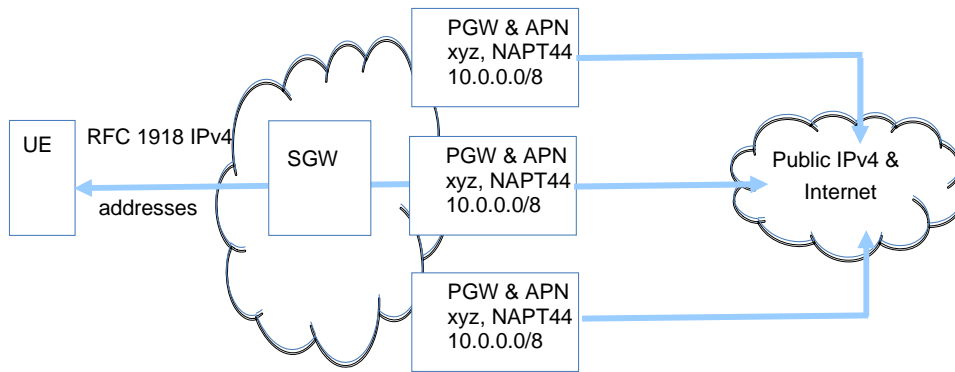 PGW & APN
xyz, NAPT44
10.0.0.0/8
UE
RFC 1918 IPv4
addresses
SGW
PGW & APN
xyz, NAPT44
10.0.0.0/8
Public IPv4 &
Internet
PGW & APN
xyz, NAPT44
10.0.0.0/8